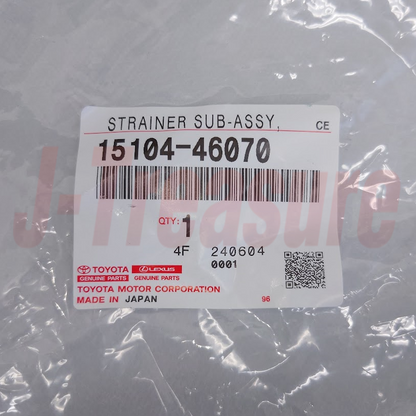 STRAINER SUB-ASSY, CE
15104-46070
QTY: 1
4F 240604
0001
TOYOTA LEXUS
GENUINE PARTS GENUINE PARTS
TOYOTA MOTOR CORPORATION
MADE IN JAPAN 96
J-Treasure